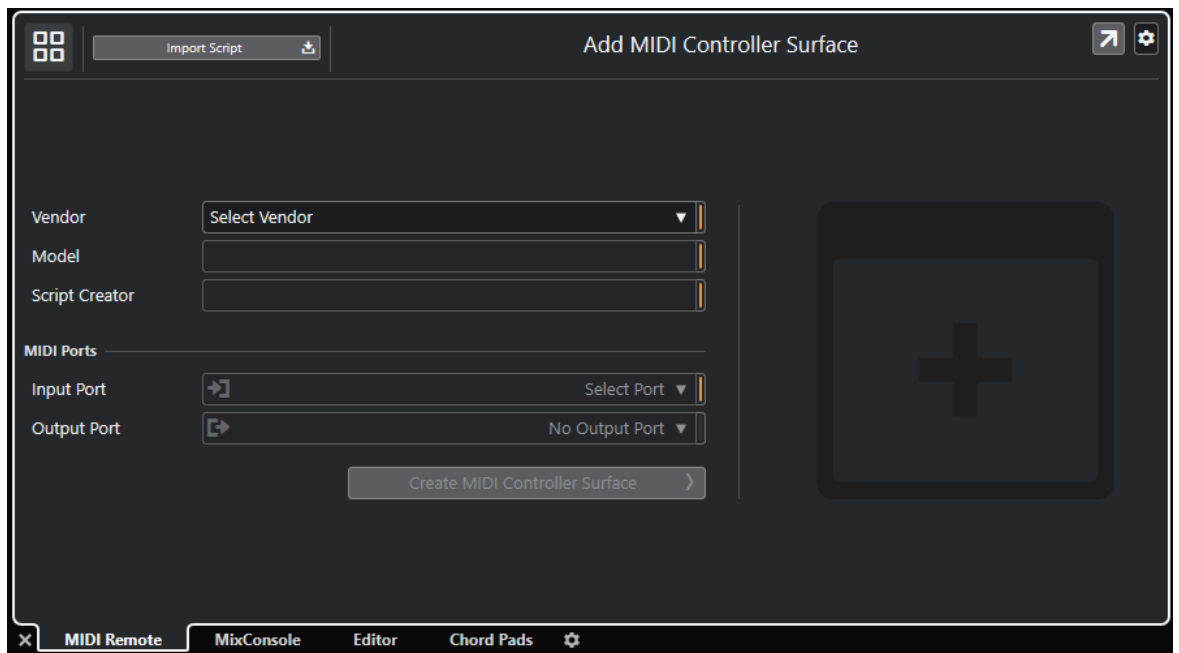 Import Script
Add MIDI Controller Surface
Vendor
Select Vendor
Model
Script Creator
MIDI Ports
Input Port
Select Port
Output Port
No Output Port
Create MIDI Controller Surface
MIDI Remote
MixConsole
Editor
Chord Pads